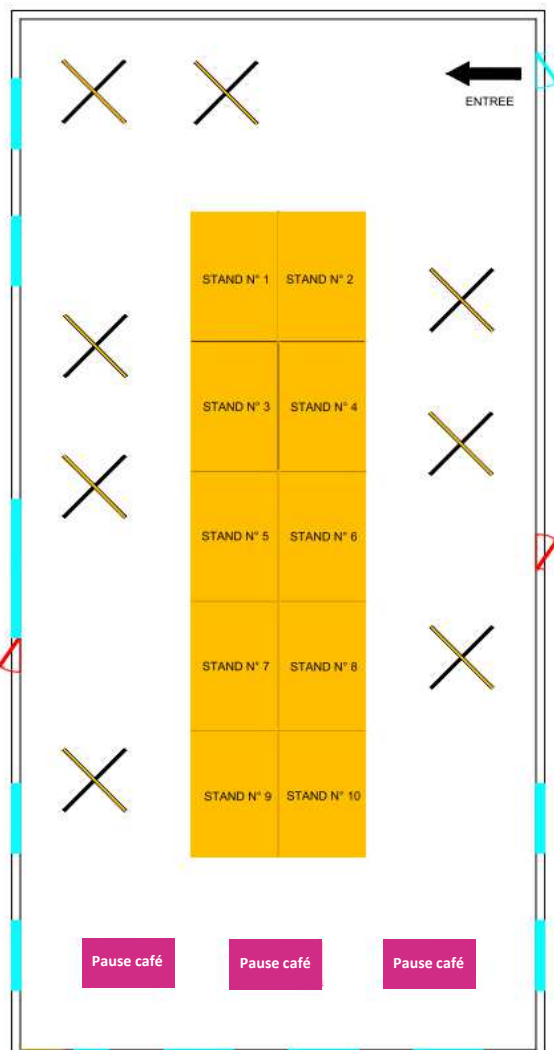 ENTREE
STAND N° 1
STAND N° 2
STAND N° 3
STAND N° 4
STAND N° 5
STAND N° 6
STAND N° 7
STAND N° 8
STAND N° 9
STAND N° 10
Pause café
Pause café
Pause café